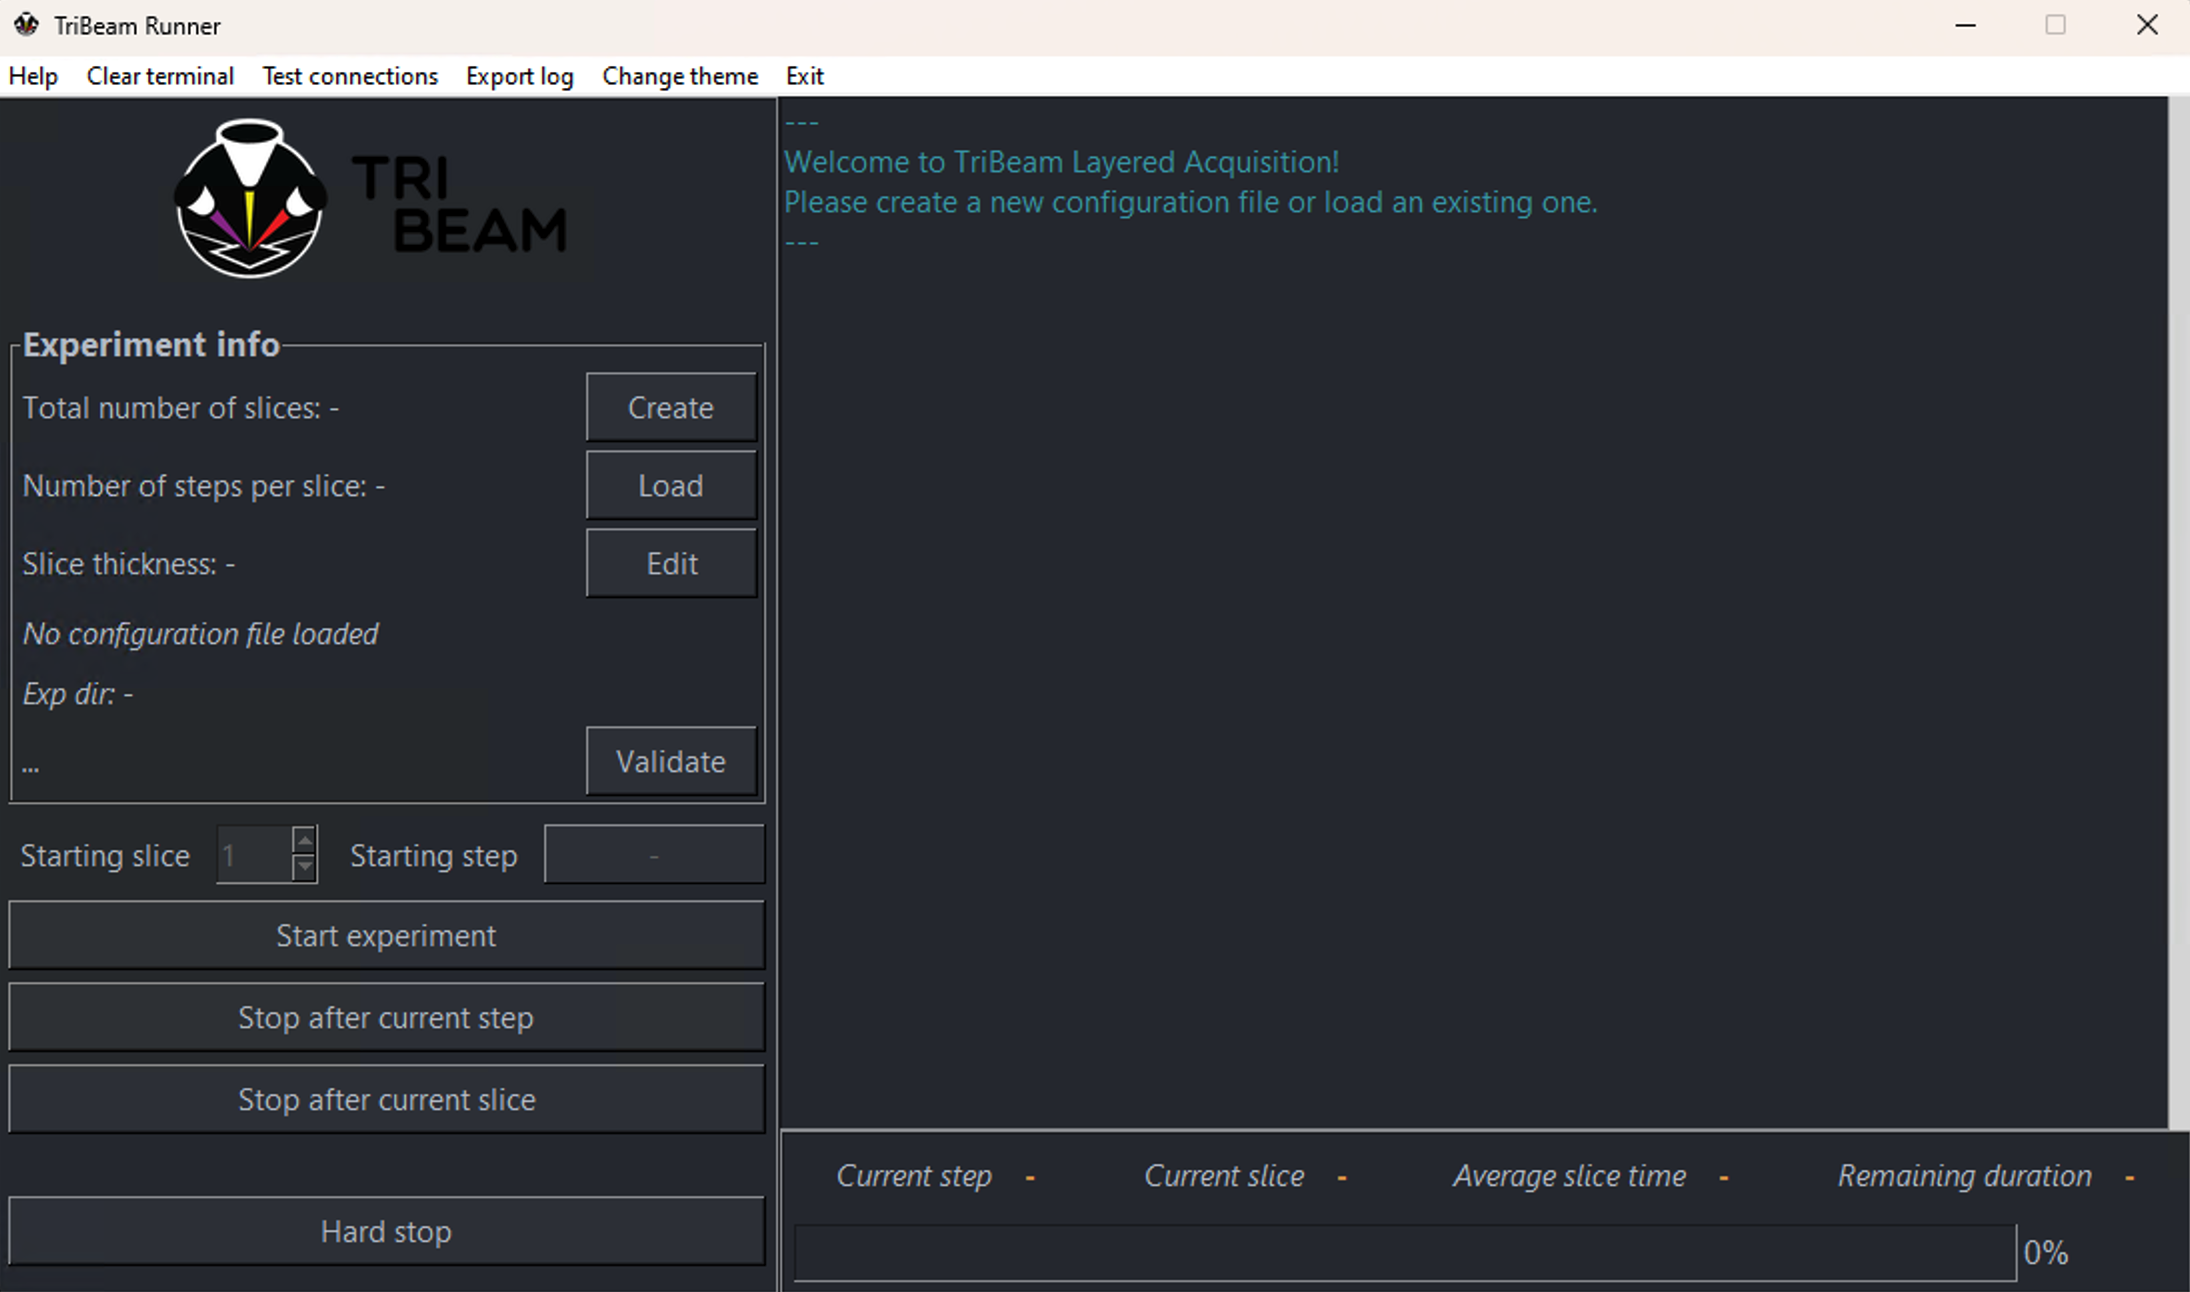 TriBeam Runner
Help Clear terminal Test connections Export log Change theme Exit
TRI
BEAM
Experiment info
Total number of slices: -
Create
Number of steps per slice: -
Load
Slice thickness: -
Edit
No configuration file loaded
Exp dir: -
...
Validate
Starting slice 1 Starting step -
Start experiment
Stop after current step
Stop after current slice
Hard stop
---
Welcome to TriBeam Layered Acquisition!
Please create a new configuration file or load an existing one.
---
Current step - Current slice - Average slice time - Remaining duration -
0%